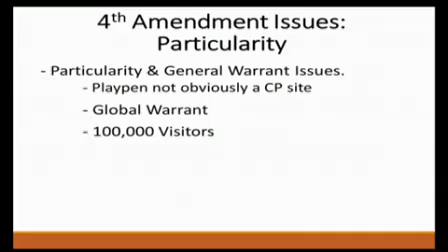 4th Amendment Issues:
Particularity
- Particularity & General Warrant Issues.
- Playpen not obviously a CP site
- Global Warrant
- 100,000 Visitors